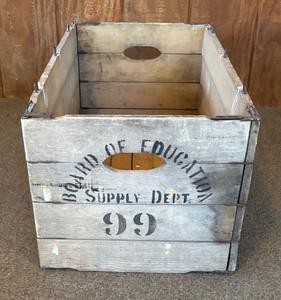 BOARD OF EDUCATION
SUPPLY DEPT.
99